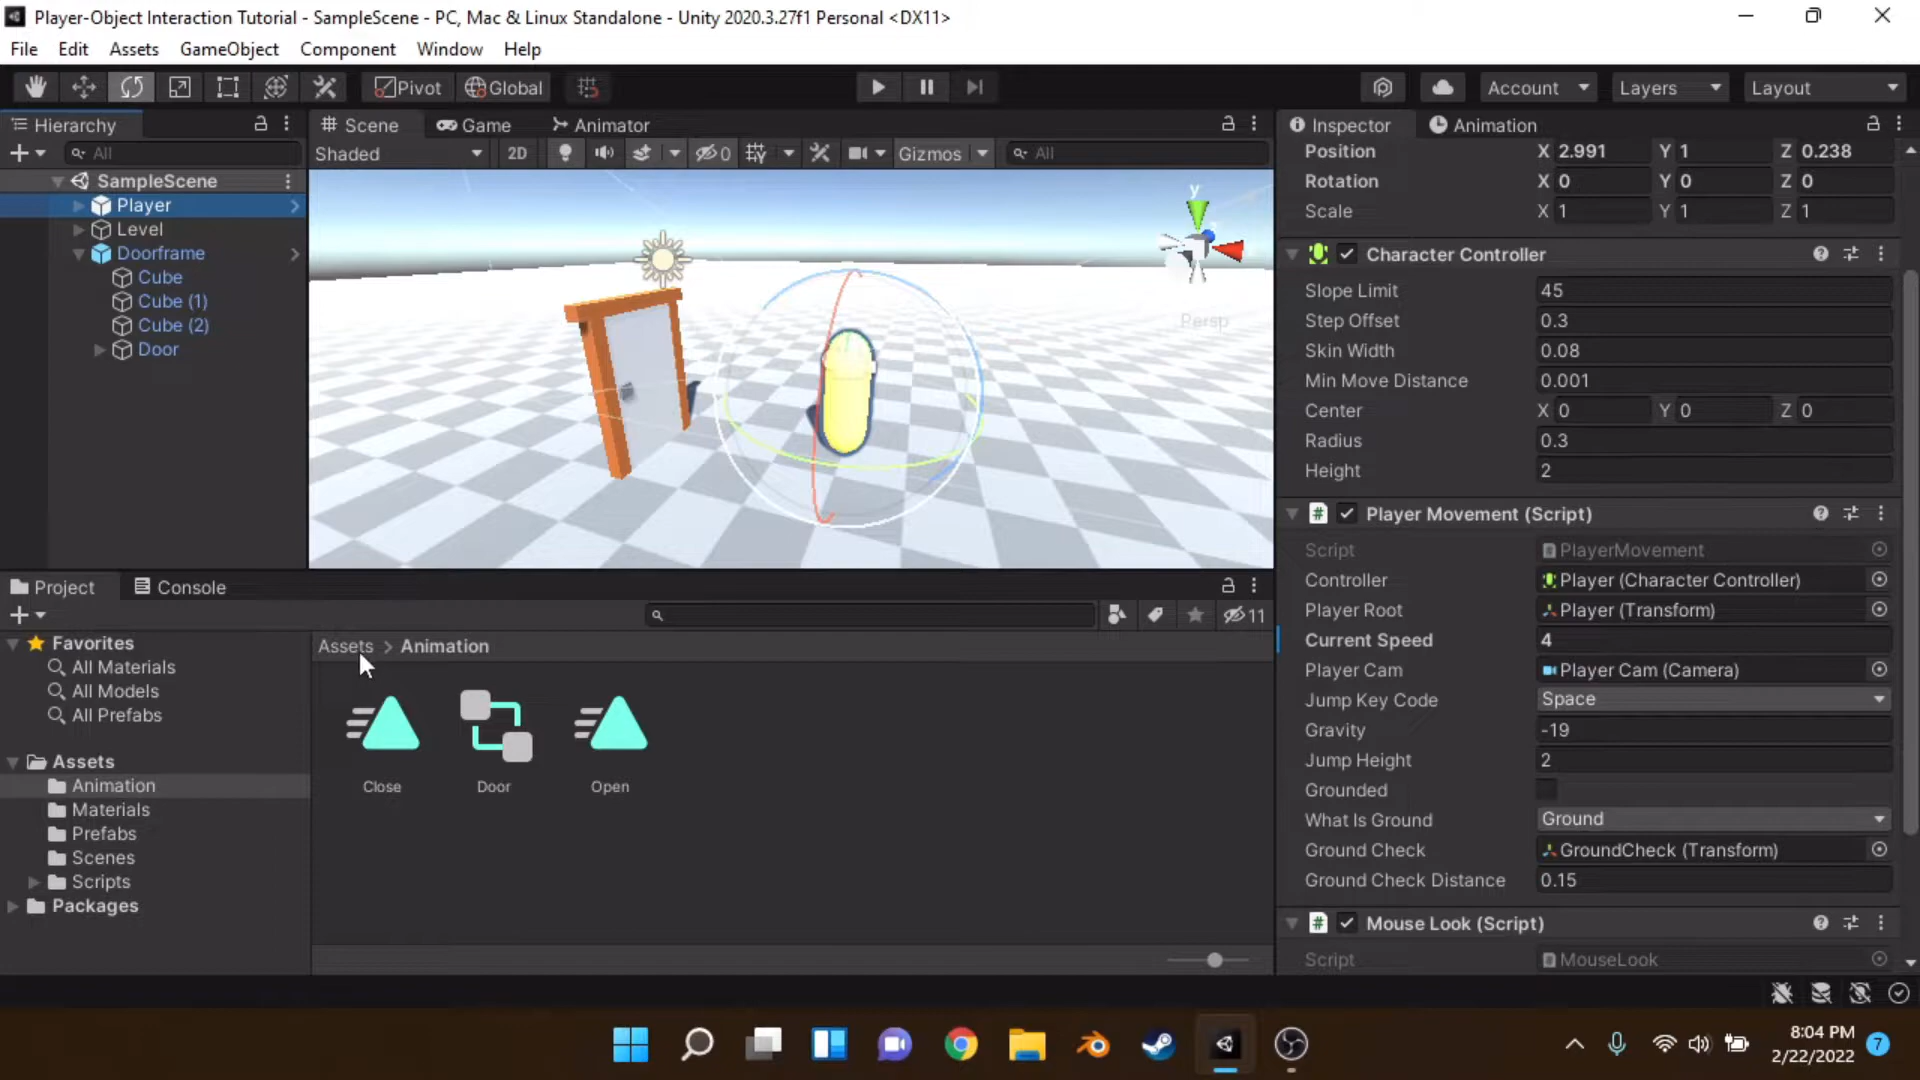 Player-Object Interaction Tutorial - SampleScene - PC, Mac & Linux Standalone - Unity 2020.3.27f1 Personal <DX11>
File Edit Assets GameObject Component Window Help
Pivot Global Account Layers Layout
Hierarchy
All
SampleScene
Player
Level
Doorframe
Cube
Cube (1)
Cube (2)
Door
Scene Game Animator
Shaded 2D 0 Gizmos All
y
Persp
Inspector Animation
Position X 2.991 Y 1 Z 0.238
Rotation X 0 Y 0 Z 0
Scale X 1 Y 1 Z 1
Character Controller
Slope Limit 45
Step Offset 0.3
Skin Width 0.08
Min Move Distance 0.001
Center X 0 Y 0 Z 0
Radius 0.3
Height 2
Player Movement (Script)
Script PlayerMovement
Controller Player (Character Controller)
Player Root Player (Transform)
Current Speed 4
Player Cam Player Cam (Camera)
Jump Key Code Space
Gravity -19
Jump Height 2
Grounded
What Is Ground Ground
Ground Check GroundCheck (Transform)
Ground Check Distance 0.15
Mouse Look (Script)
Script MouseLook
Project Console
11
Favorites
All Materials
All Models
All Prefabs
Assets
Animation
Materials
Prefabs
Scenes
Scripts
Packages
Assets > Animation
Close Door Open
8:04 PM
2/22/2022
7